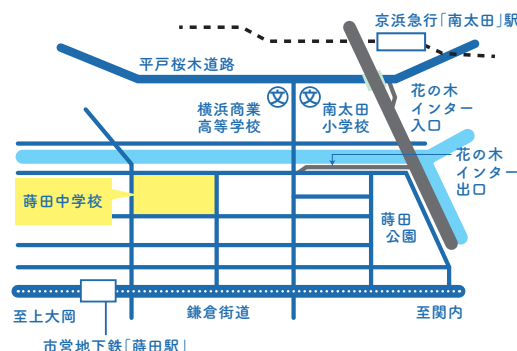 京浜急行「南太田」駅
平戸桜木道路
文
文
横浜商業
高等学校
南太田
小学校
花の木
インター
入口
花の木
インター
出口
蒔田中学校
蒔田
公園
至上大岡
鎌倉街道
至関内
市営地下鉄「蒔田駅」